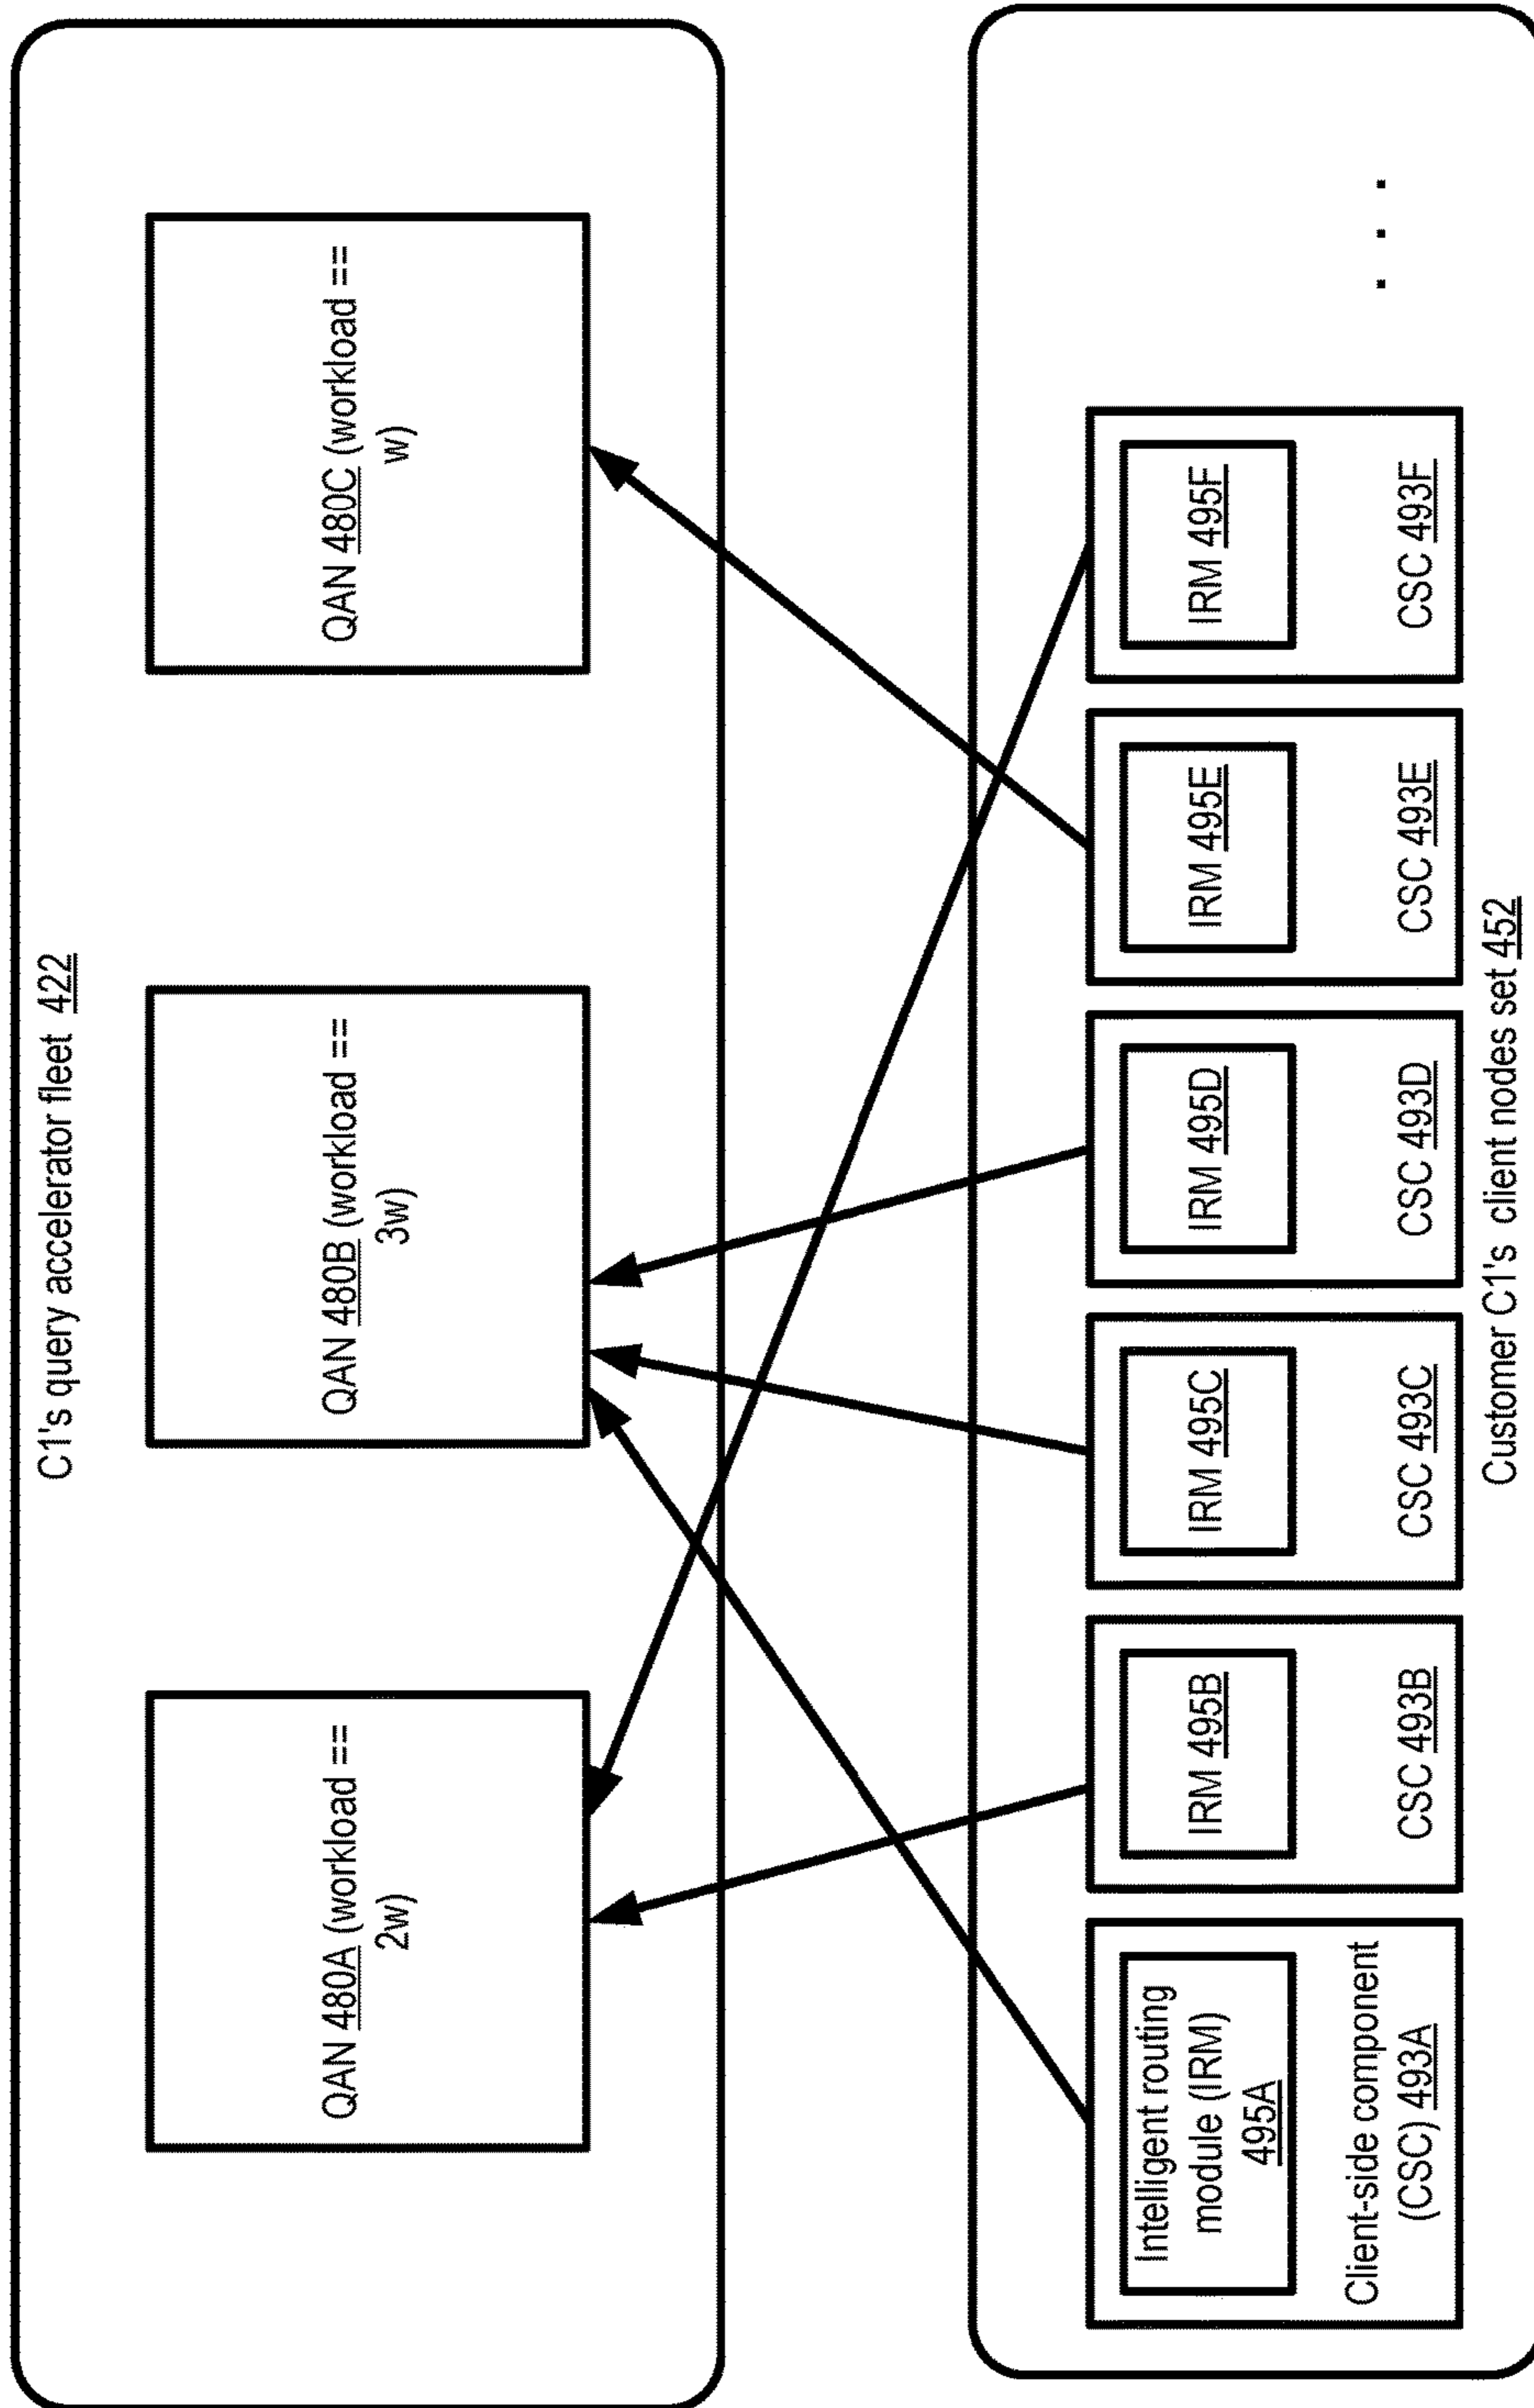 C1's query accelerator fleet 422
QAN 480A (workload ==
2w)
QAN 480B (workload ==
3w)
QAN 480C (workload ==
w)
Intelligent routing
module (IRM)
495A
Client-side component
(CSC) 493A
IRM 495B
CSC 493B
IRM 495C
CSC 493C
IRM 495D
CSC 493D
IRM 495E
CSC 493E
IRM 495F
CSC 493F
. . .
Customer C1's client nodes set 452